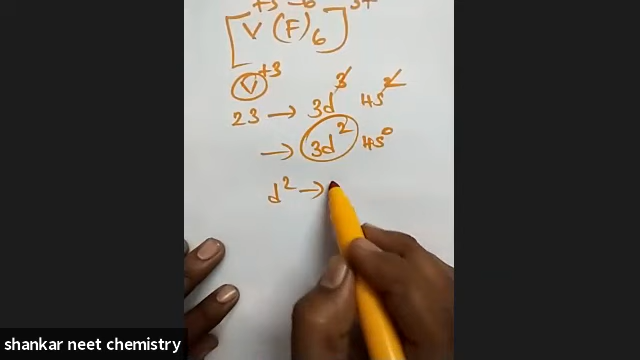 +3 -6
[V (F)6]3+
V+3
23 → 3d3 4s2
→ 3d2 4s0
d2 →
shankar neet chemistry